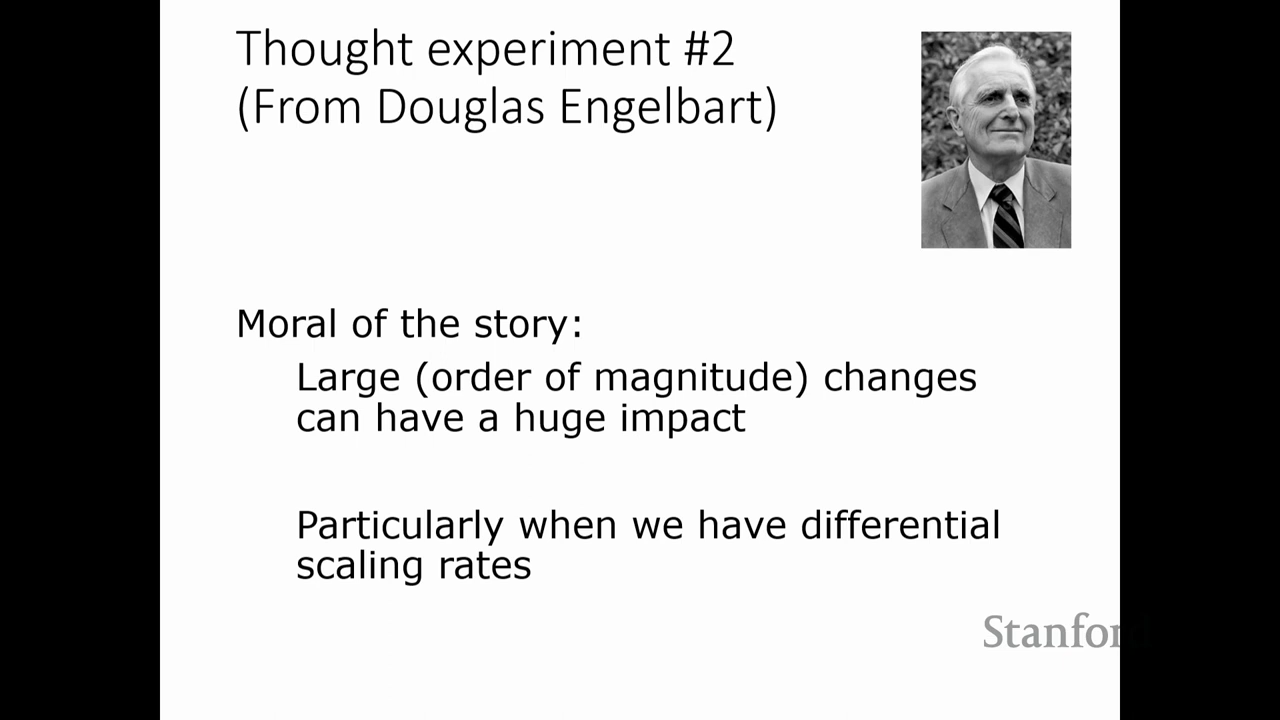 Thought experiment #2
(From Douglas Engelbart)
Moral of the story:
Large (order of magnitude) changes
can have a huge impact
Particularly when we have differential
scaling rates
Stanfor